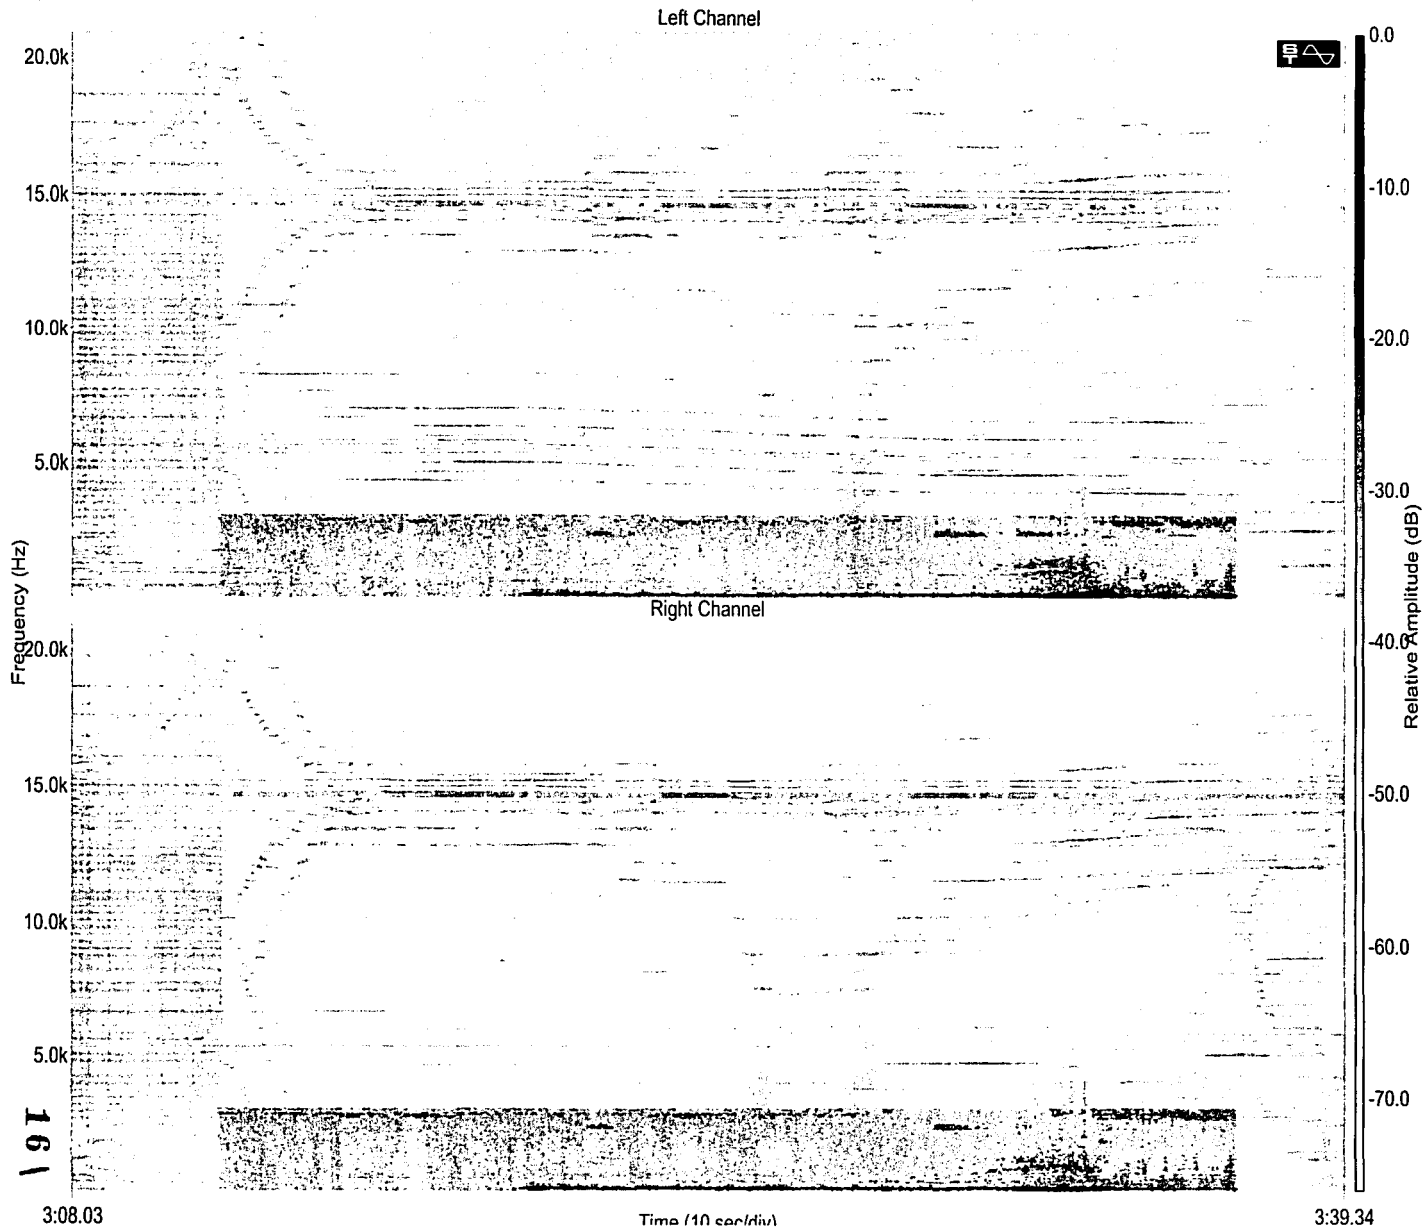 Left Channel
20.0k
15.0k
10.0k
5.0k
Right Channel
20.0k
15.0k
10.0k
5.0k
Frequency (Hz)
0.0
-10.0
-20.0
-30.0
-40.0
-50.0
-60.0
-70.0
Relative Amplitude (dB)
ST
161
3:08.03
Time (10 sec/div)
3:39.34